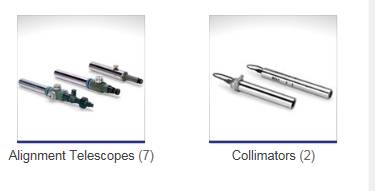 Alignment Telescopes (7)
Collimators (2)